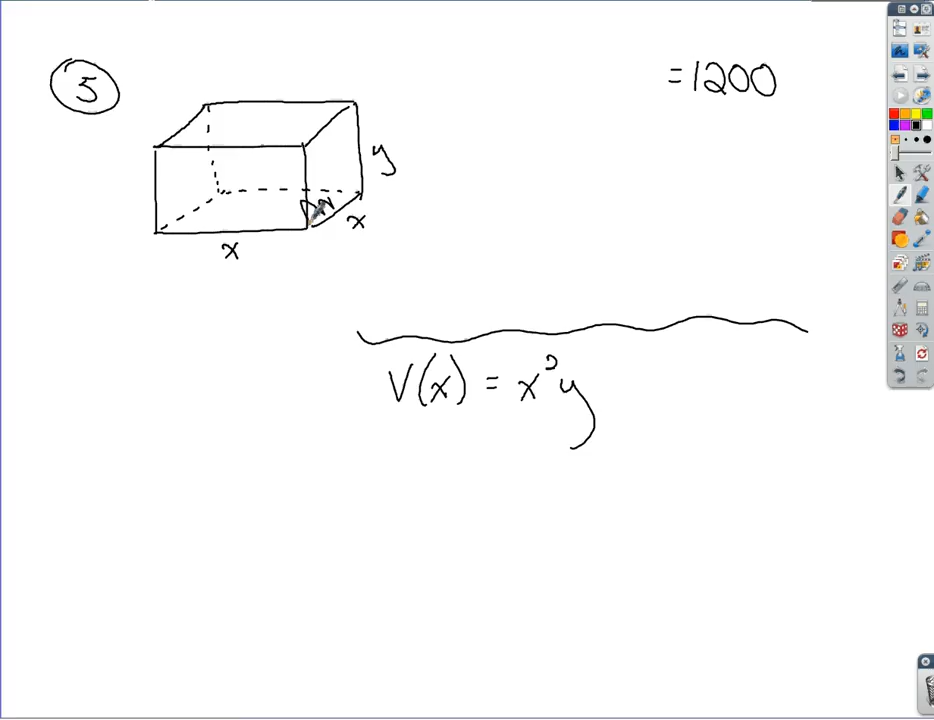 5
= 1200
y
x
x
V(x) = x²y